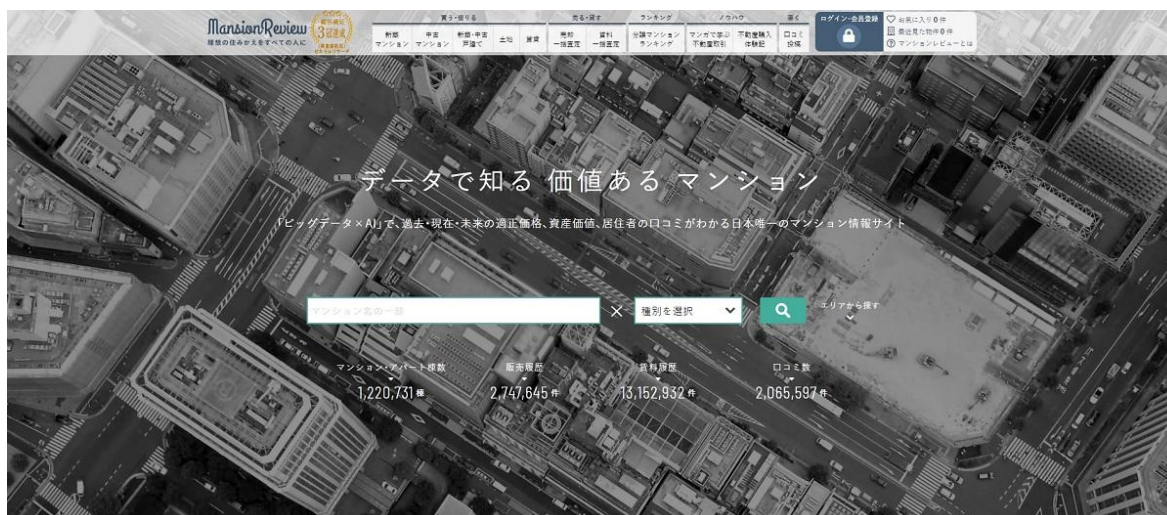 MansionReview
理想の住みかえをすべての人に
3冠達成
買う・借りる
売る・貸す
ランキング
ノウハウ
書く
新築
マンション
中古
マンション
新築・中古
戸建て
土地
賃貸
売却
一括査定
賃料
一括査定
分譲マンション
ランキング
マンガで学ぶ
不動産取引
不動産購入
体験記
口コミ
投稿
ログイン・会員登録
お気に入り0件
最近見た物件0件
マンションレビューとは
データで知る 価値ある マンション
「ビッグデータ×AI」で、過去・現在・未来の適正価格、資産価値、居住者の口コミがわかる日本唯一のマンション情報サイト
マンション名の一部
×
種別を選択
エリアから探す
マンション・アパート棟数
販売履歴
賃料履歴
口コミ数
1,220,731棟
2,747,645件
13,152,932件
2,065,597件